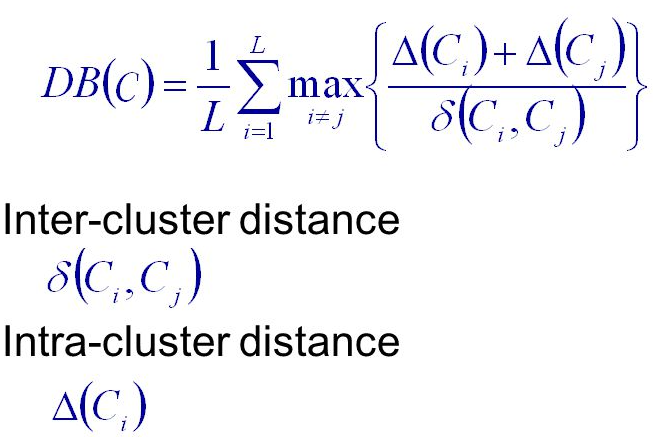 DB(C) = 1/L ∑_{i=1}^{L} max_{i≠j} { Δ(C_i) + Δ(C_j) / δ(C_i, C_j) }
Inter-cluster distance
δ(C_i, C_j)
Intra-cluster distance
Δ(C_i)